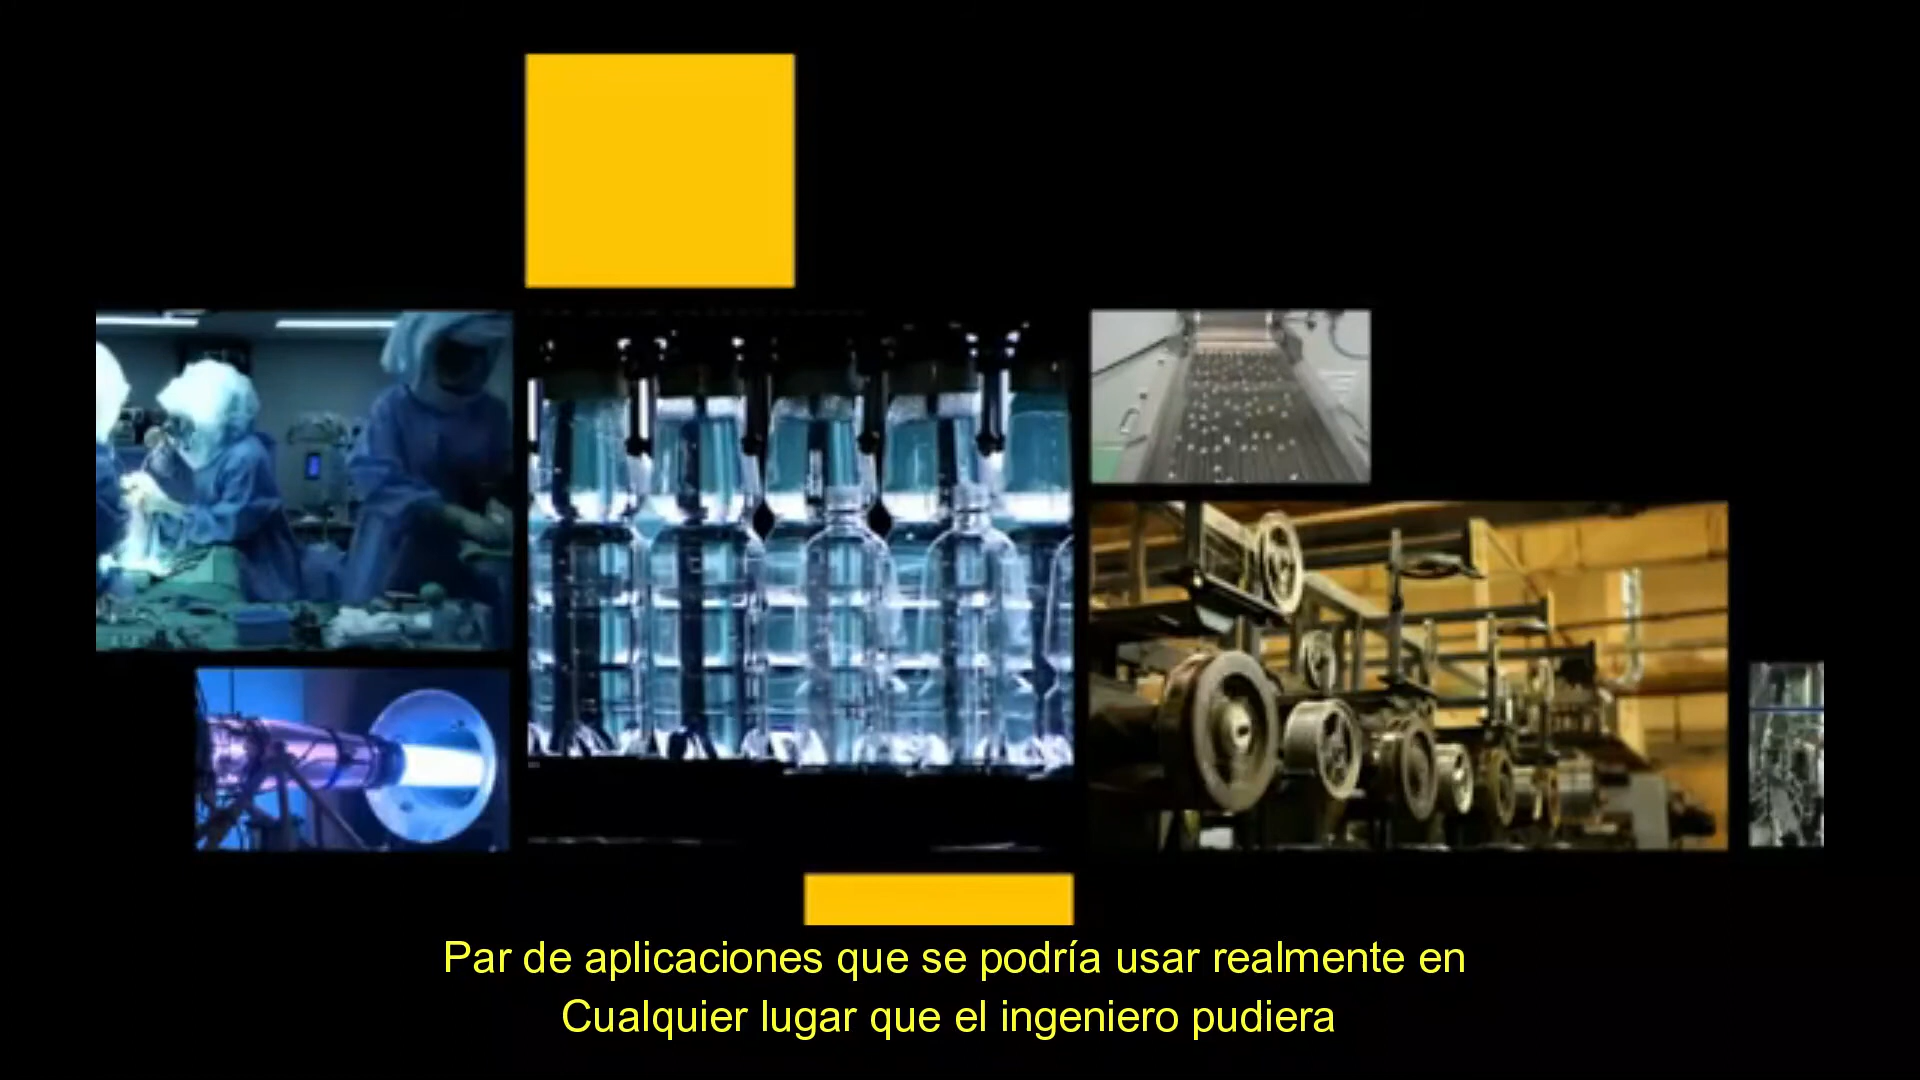 Par de aplicaciones que se podría usar realmente en
Cualquier lugar que el ingeniero pudiera